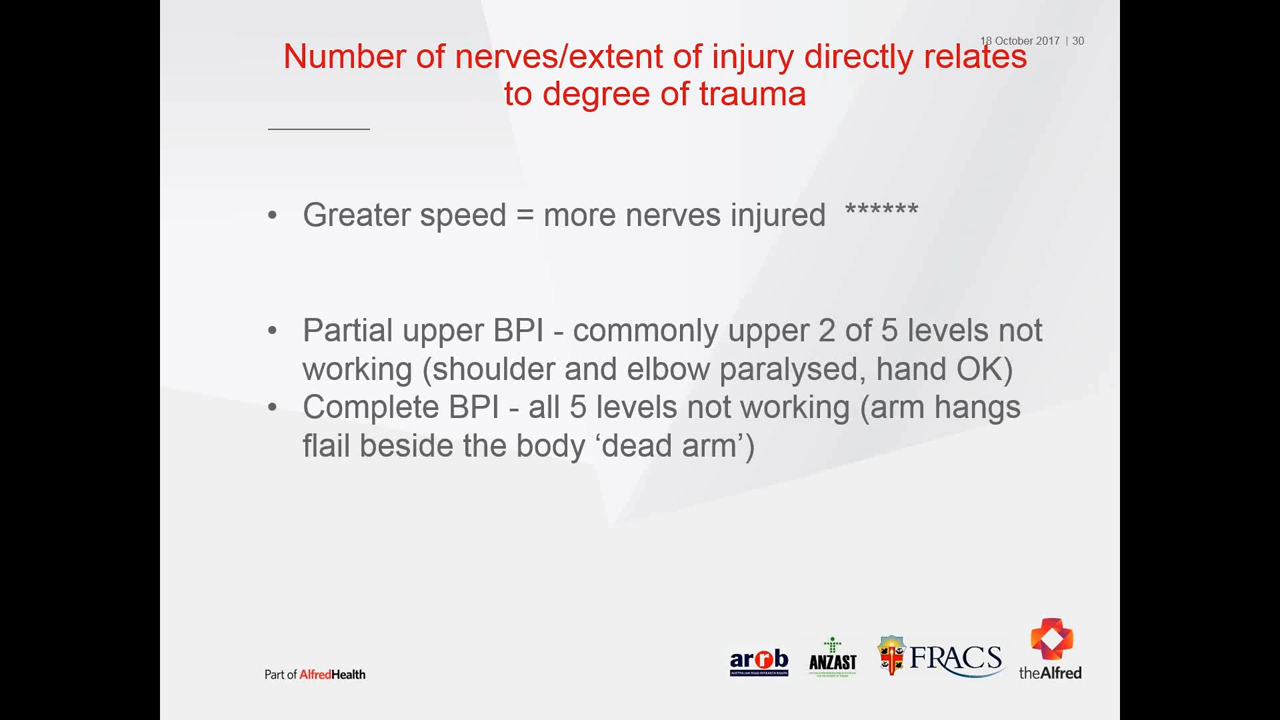 18 October 2017 | 30
Number of nerves/extent of injury directly relates
to degree of trauma
• Greater speed = more nerves injured ******
• Partial upper BPI - commonly upper 2 of 5 levels not
working (shoulder and elbow paralysed, hand OK)
• Complete BPI - all 5 levels not working (arm hangs
flail beside the body ‘dead arm’)
Part of AlfredHealth
arrb
ANZAST
FRACS
theAlfred